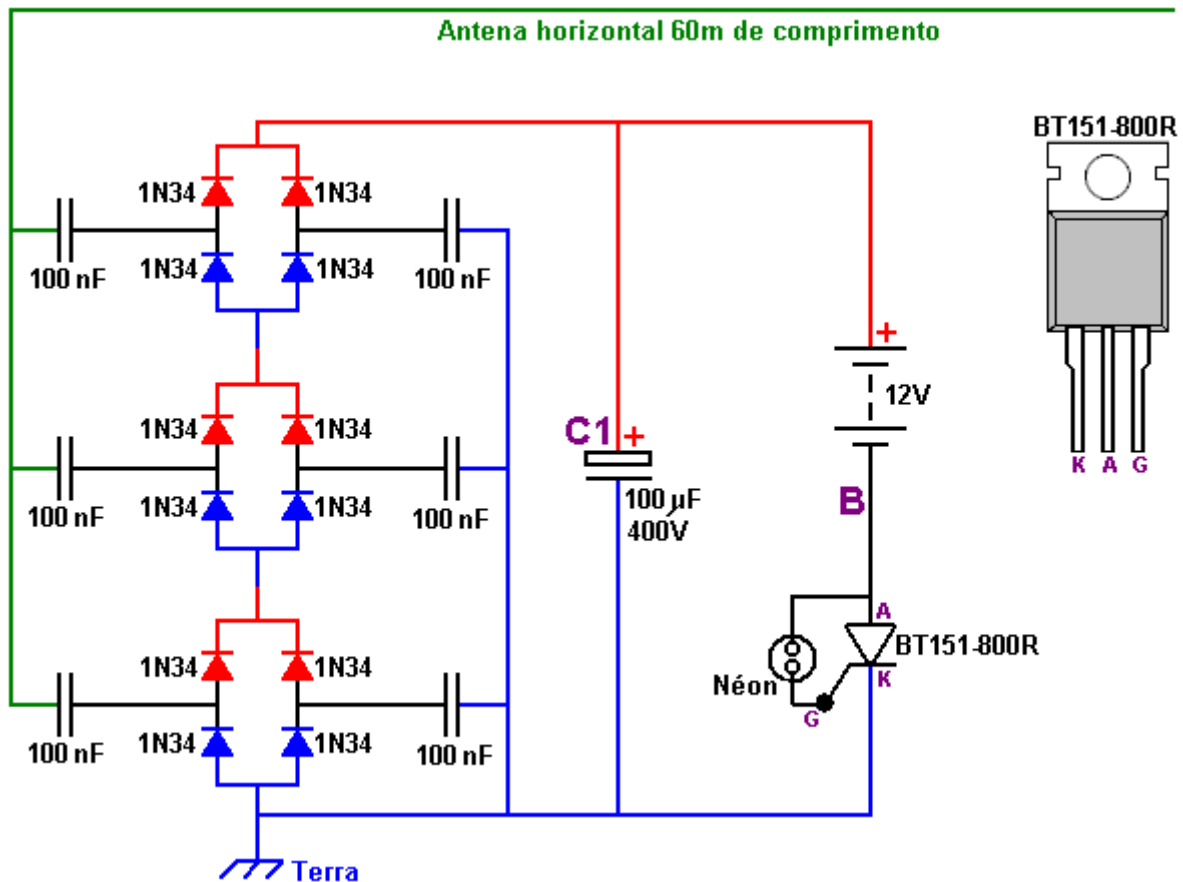 Antena horizontal 60m de comprimento
BT151-800R
1N34 1N34
100 nF 1N34 1N34 100 nF
+
12V
K A G
1N34 1N34
C1 +
100 nF 1N34 1N34 100 nF
100 µF
400V
B
A
1N34 1N34
BT151-800R
Néon
K
G
100 nF 1N34 1N34 100 nF
Terra